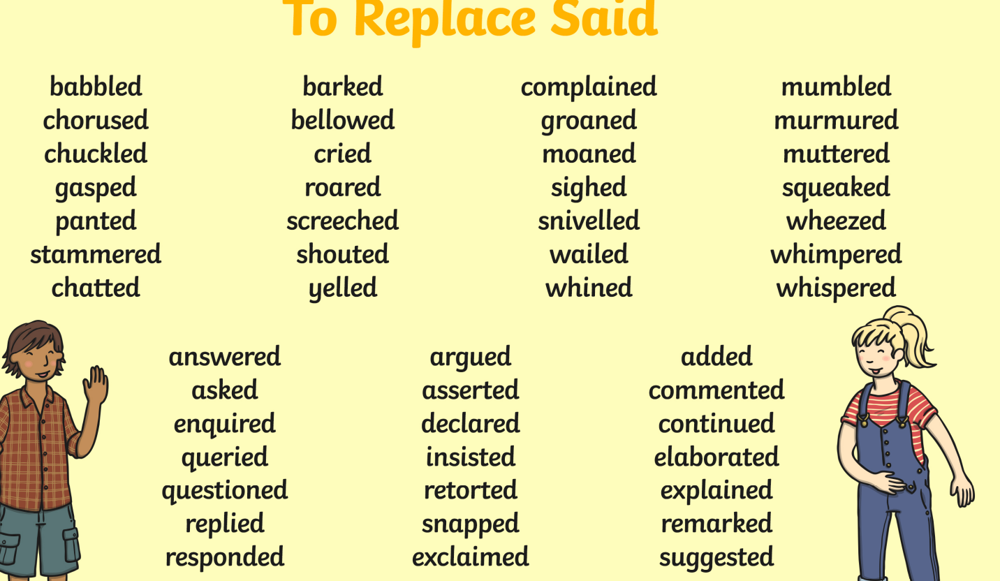 To Replace Said
babbled
chorused
chuckled
gasped
panted
stammered
chatted
barked
bellowed
cried
roared
screeched
shouted
yelled
complained
groaned
moaned
sighed
snivelled
wailed
whined
mumbled
murmured
muttered
squeaked
wheezed
whimpered
whispered
answered
asked
enquired
queried
questioned
replied
responded
argued
asserted
declared
insisted
retorted
snapped
exclaimed
added
commented
continued
elaborated
explained
remarked
suggested